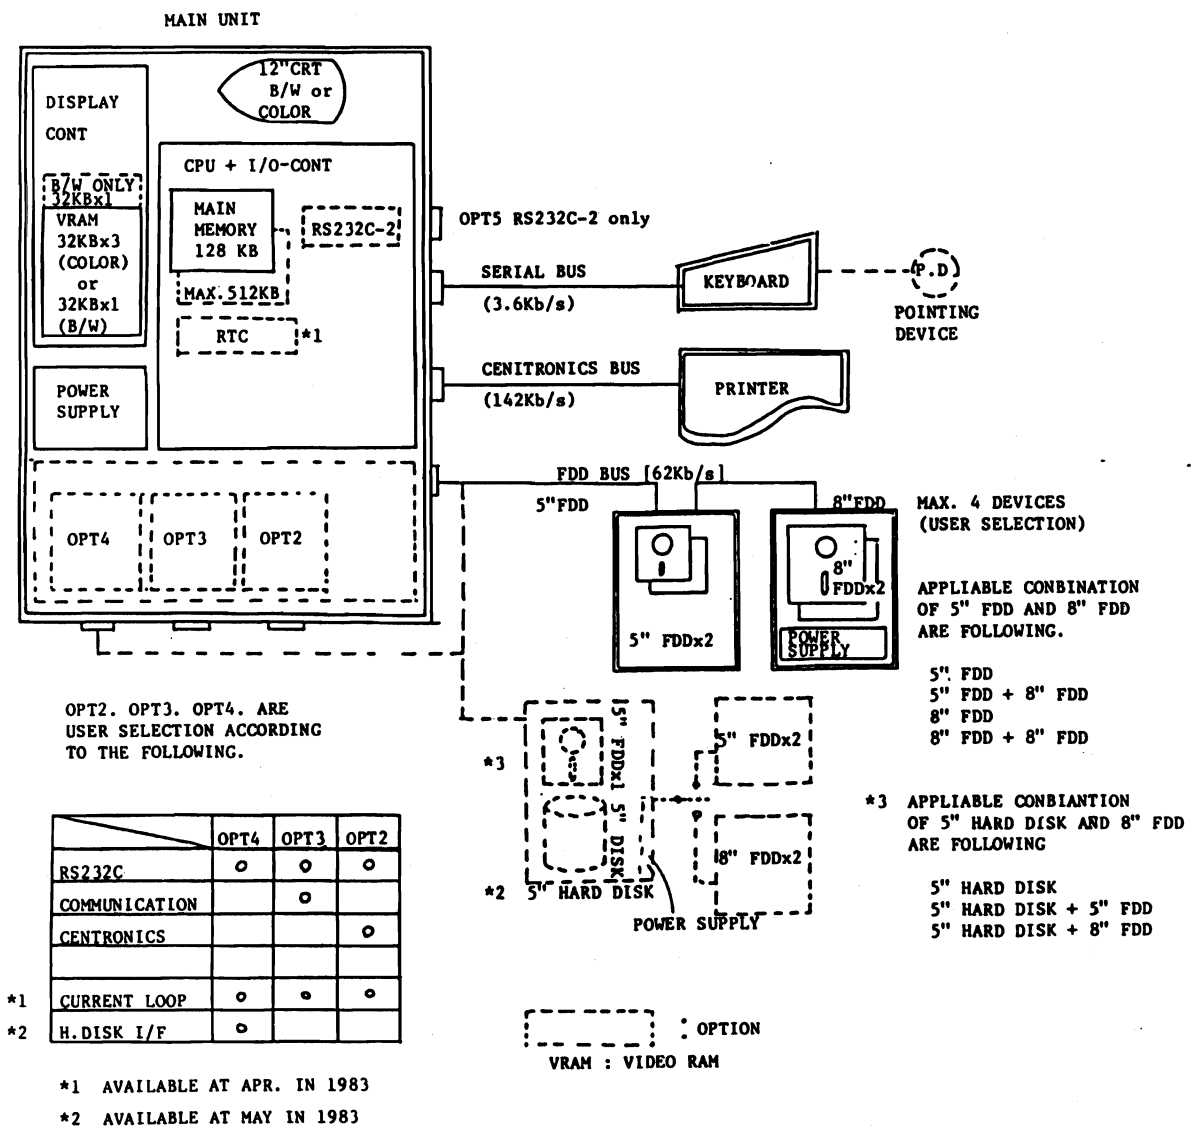 MAIN UNIT
12"CRT
B/W or
COLOR
DISPLAY
CONT
B/W ONLY
32KBx1
VRAM
32KBx3
(COLOR)
or
32KBx1
(B/W)
CPU + I/O-CONT
MAIN
MEMORY
128 KB
MAX. 512KB
RS232C-2
RTC
*1
POWER
SUPPLY
OPT4
OPT3
OPT2
OPT5 RS232C-2 only
SERIAL BUS
(3.6Kb/s)
KEYBOARD
P.D
POINTING
DEVICE
CENITRONICS BUS
(142Kb/s)
PRINTER
FDD BUS [62Kb/s]
5"FDD
8"FDD
5" FDDx2
8"
FDDx2
POWER
SUPPLY
MAX. 4 DEVICES
(USER SELECTION)
APPLIABLE CONBINATION
OF 5" FDD AND 8" FDD
ARE FOLLOWING.
5" FDD
5" FDD + 8" FDD
8" FDD
8" FDD + 8" FDD
OPT2. OPT3. OPT4. ARE
USER SELECTION ACCORDING
TO THE FOLLOWING.
*3
5" FDDx1
5" DISK
*2 5" HARD DISK
POWER SUPPLY
5" FDDx2
8" FDDx2
*3 APPLIABLE CONBIANTION
OF 5" HARD DISK AND 8" FDD
ARE FOLLOWING
5" HARD DISK
5" HARD DISK + 5" FDD
5" HARD DISK + 8" FDD
OPT4 OPT3 OPT2
RS232C o o o
COMMUNICATION o
CENTRONICS o
*1 CURRENT LOOP o o o
*2 H.DISK I/F o
: OPTION
VRAM : VIDEO RAM
*1 AVAILABLE AT APR. IN 1983
*2 AVAILABLE AT MAY IN 1983